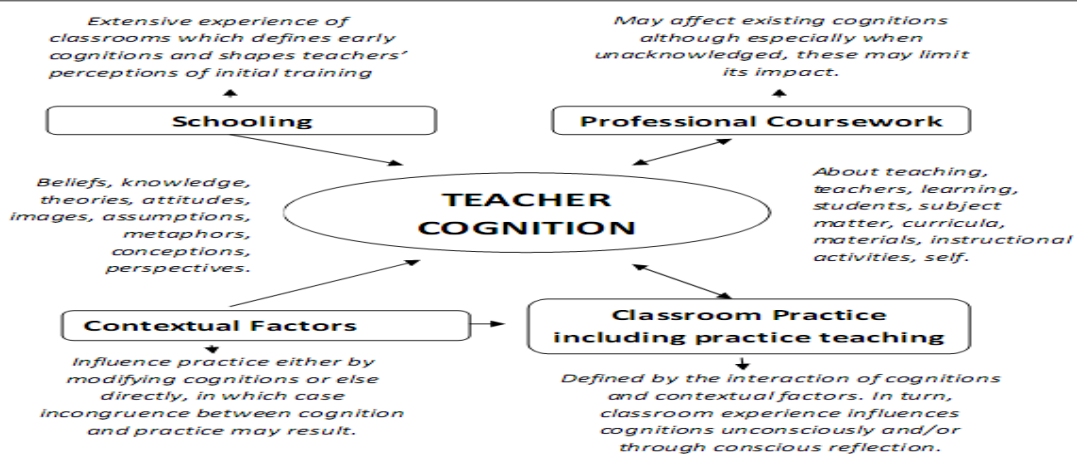 Extensive experience of
classrooms which defines early
cognitions and shapes teachers'
perceptions of initial training
May affect existing cognitions
although especially when
unacknowledged, these may limit
its impact.
Schooling
Professional Coursework
Beliefs, knowledge,
theories, attitudes,
images, assumptions,
metaphors,
conceptions,
perspectives.
TEACHER
COGNITION
About teaching,
teachers, learning,
students, subject
matter, curricula,
materials, instructional
activities, self.
Contextual Factors
Classroom Practice
including practice teaching
Influence practice either by
modifying cognitions or else
directly, in which case
incongruence between cognition
and practice may result.
Defined by the interaction of cognitions
and contextual factors. In turn,
classroom experience influences
cognitions unconsciously and/or
through conscious reflection.